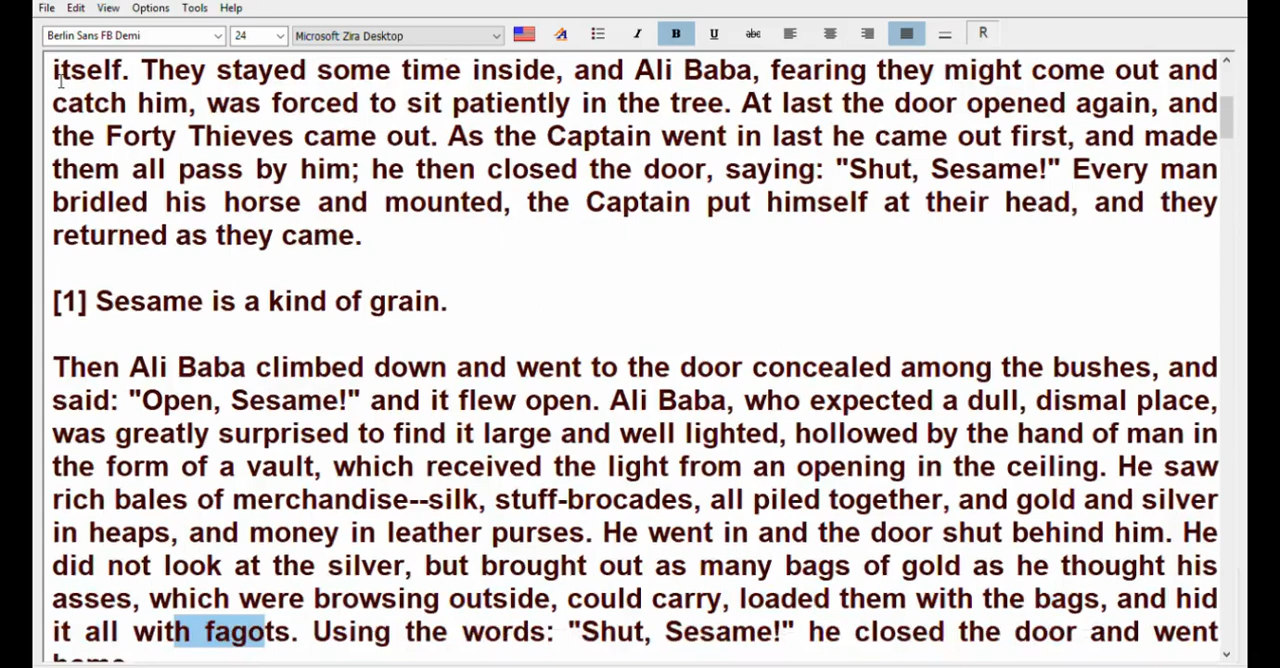 File Edit View Options Tools Help
Berlin Sans FB Demi 24 Microsoft Zira Desktop I B U abc R
itself. They stayed some time inside, and Ali Baba, fearing they might come out and
catch him, was forced to sit patiently in the tree. At last the door opened again, and
the Forty Thieves came out. As the Captain went in last he came out first, and made
them all pass by him; he then closed the door, saying: "Shut, Sesame!" Every man
bridled his horse and mounted, the Captain put himself at their head, and they
returned as they came.
[1] Sesame is a kind of grain.
Then Ali Baba climbed down and went to the door concealed among the bushes, and
said: "Open, Sesame!" and it flew open. Ali Baba, who expected a dull, dismal place,
was greatly surprised to find it large and well lighted, hollowed by the hand of man in
the form of a vault, which received the light from an opening in the ceiling. He saw
rich bales of merchandise--silk, stuff-brocades, all piled together, and gold and silver
in heaps, and money in leather purses. He went in and the door shut behind him. He
did not look at the silver, but brought out as many bags of gold as he thought his
asses, which were browsing outside, could carry, loaded them with the bags, and hid
it all with fagots. Using the words: "Shut, Sesame!" he closed the door and went